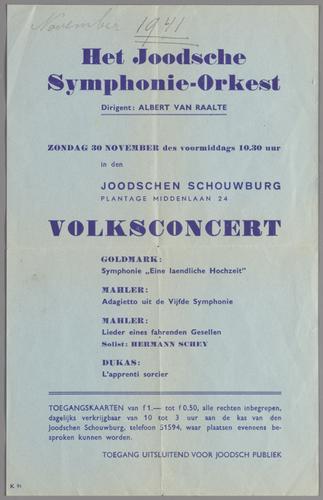 November 1941
Het Joodsche
Symphonie-Orkest
Dirigent: ALBERT VAN RAALTE
ZONDAG 30 NOVEMBER des voormiddags 10.30 uur
in den
JOODSCHEN SCHOUWBURG
PLANTAGE MIDDENLAAN 24
VOLKSCONCERT
GOLDMARK:
Symphonie „Eine laendliche Hochzeit"
MAHLER:
Adagietto uit de Vijfde Symphonie
MAHLER:
Lieder eines fahrenden Gesellen
Solist: HERMANN SCHEY
DUKAS:
L'apprenti sorcier
TOEGANGSKAARTEN van f 1.— tot f 0.50, alle rechten inbegrepen,
dagelijks verkrijgbaar van 10 tot 3 uur aan de kas van den
Joodschen Schouwburg, telefoon 51594, waar plaatsen eveneens be-
sproken kunnen worden.
TOEGANG UITSLUITEND VOOR JOODSCH PUBLIEK